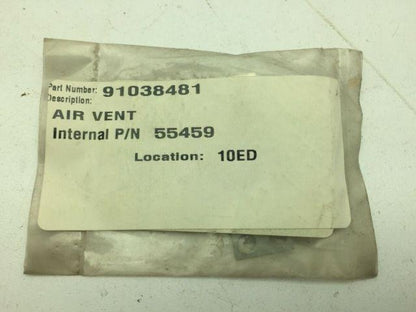 Part Number: 91038481
Description:
AIR VENT
Internal P/N 55459
Location: 10ED